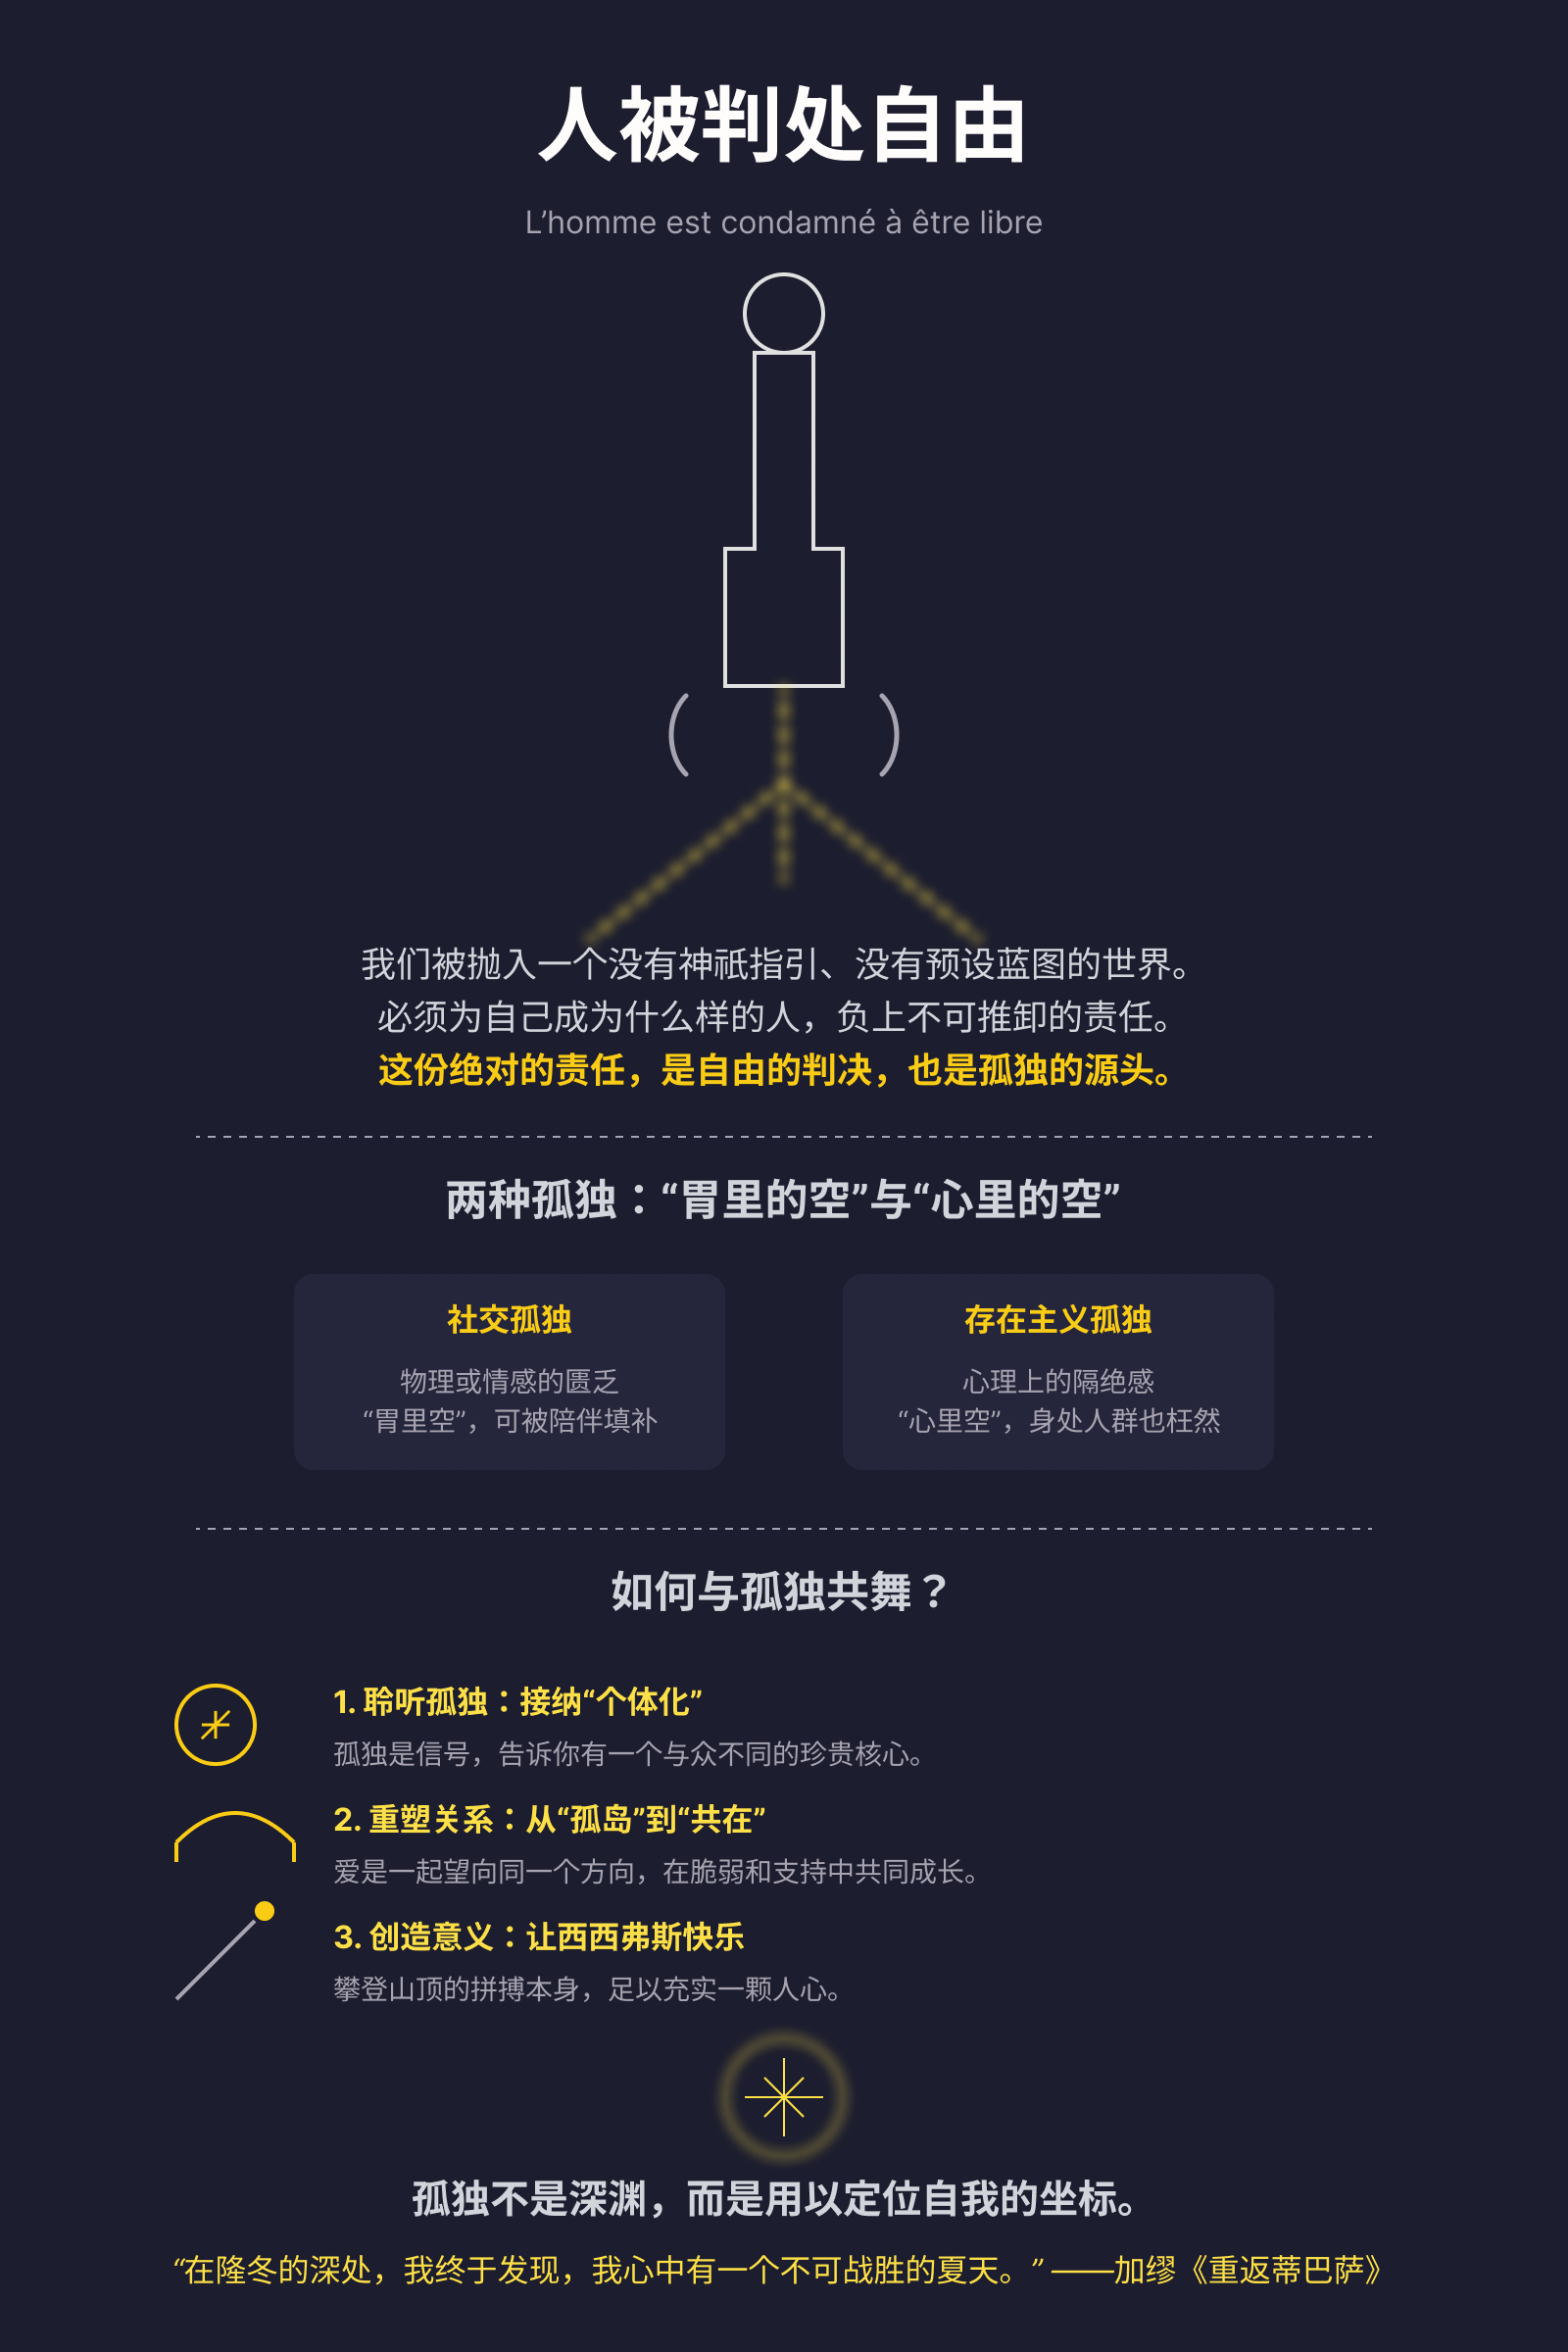 人被判处自由
L’homme est condamné à être libre
我们被抛入一个没有神祇指引、没有预设蓝图的世界。
必须为自己成为什么样的人，负上不可推卸的责任。
这份绝对的责任，是自由的判决，也是孤独的源头。
两种孤独：“胃里的空”与“心里的空”
社交孤独
物理或情感的匮乏
“胃里空”，可被陪伴填补
存在主义孤独
心理上的隔绝感
“心里空”，身处人群也枉然
如何与孤独共舞？
1. 聆听孤独：接纳“个体化”
孤独是信号，告诉你有一个与众不同的珍贵核心。
2. 重塑关系：从“孤岛”到“共在”
爱是一起望向同一个方向，在脆弱和支持中共同成长。
3. 创造意义：让西西弗斯快乐
攀登山顶的拼搏本身，足以充实一颗人心。
孤独不是深渊，而是用以定位自我的坐标。
“在隆冬的深处，我终于发现，我心中有一个不可战胜的夏天。” ——加缪《重返蒂巴萨》